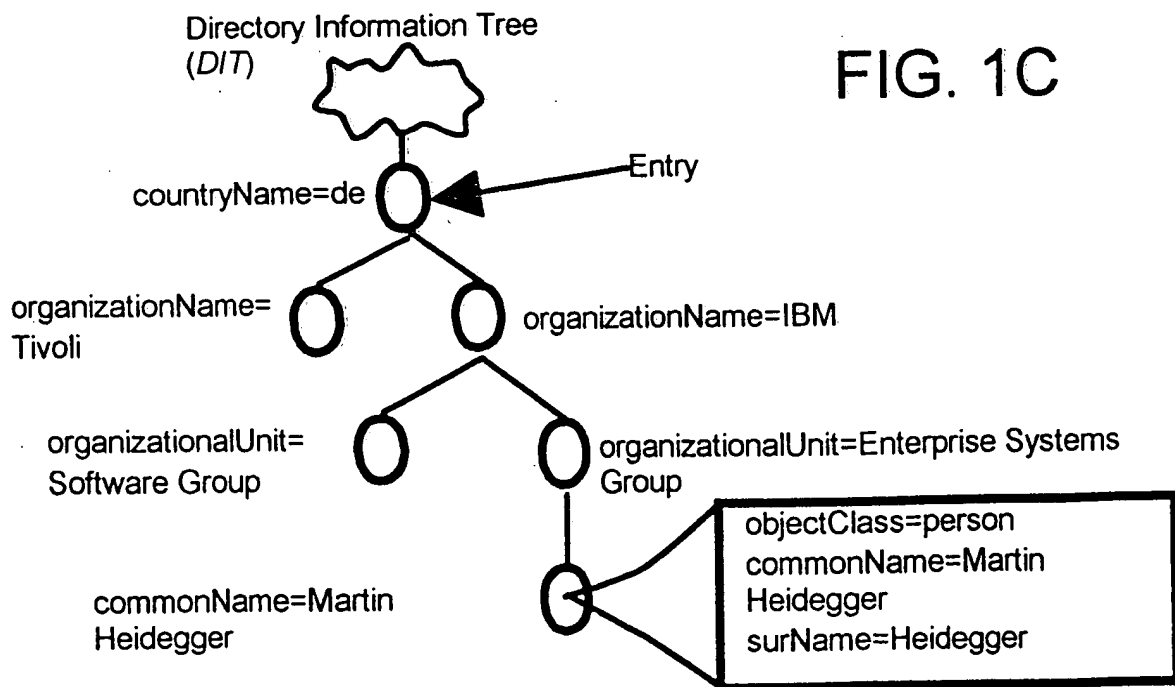 Directory Information Tree
(DIT)
FIG. 1C
Entry
countryName=de
organizationName=
Tivoli
organizationName=IBM
organizationalUnit=
Software Group
organizationalUnit=Enterprise Systems
Group
objectClass=person
commonName=Martin
Heidegger
surName=Heidegger
commonName=Martin
Heidegger